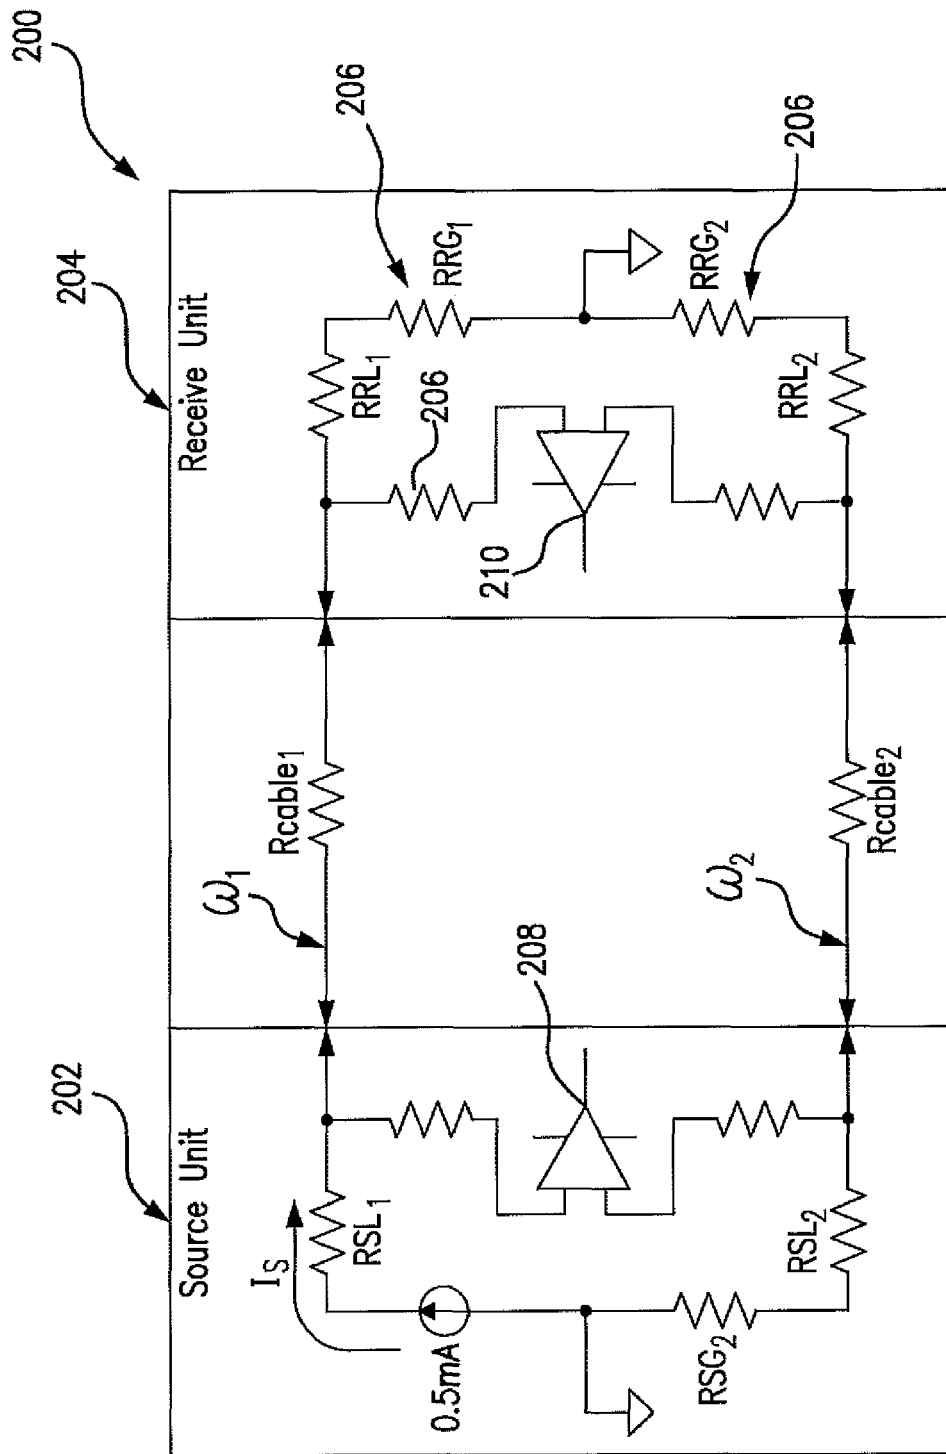 200
202
204
Source Unit
Receive Unit
I_S
RSL₁
0.5mA
RSG₂
RSL₂
208
ω₁
Rcable₁
ω₂
Rcable₂
210
206
RRL₁
RRG₁
206
RRG₂
206
RRL₂